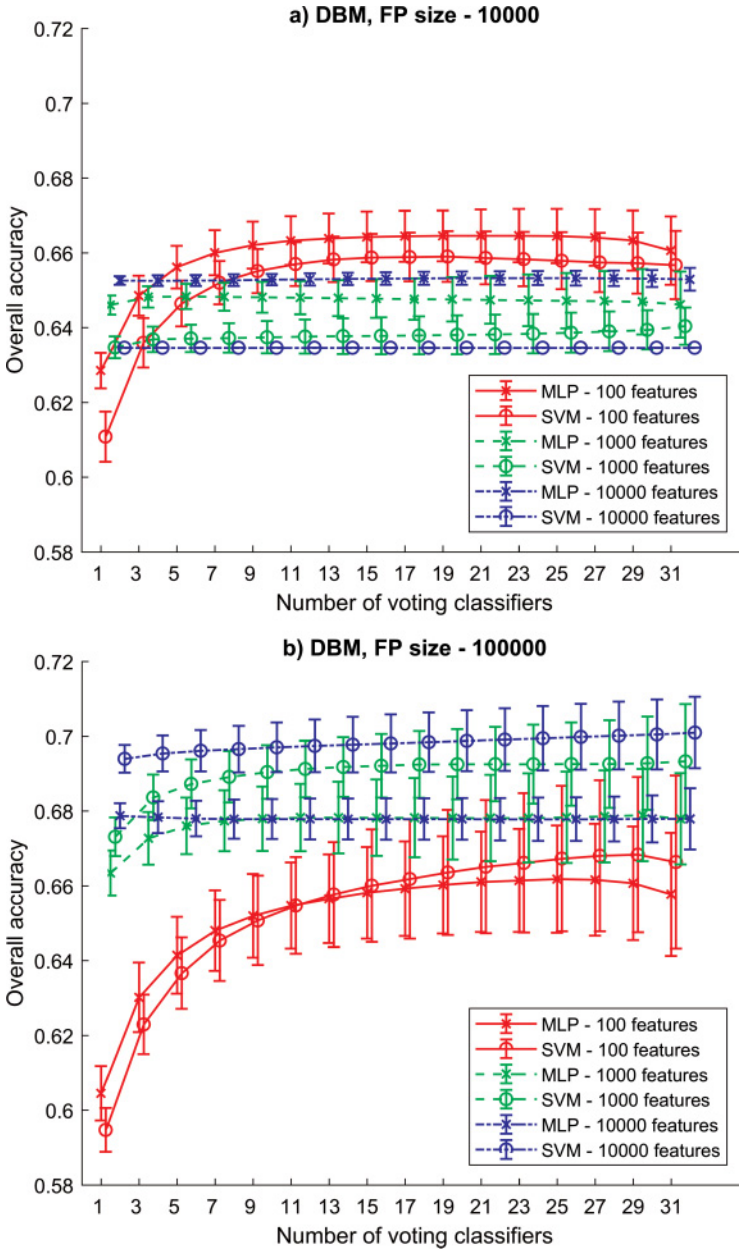 a) DBM, FP size - 10000
0.72
0.7
0.68
0.66
0.64
0.62
0.6
0.58
Overall accuracy
MLP - 100 features
SVM - 100 features
MLP - 1000 features
SVM - 1000 features
MLP - 10000 features
SVM - 10000 features
1 3 5 7 9 11 13 15 17 19 21 23 25 27 29 31
Number of voting classifiers
b) DBM, FP size - 100000
0.72
0.7
0.68
0.66
0.64
0.62
0.6
0.58
Overall accuracy
MLP - 100 features
SVM - 100 features
MLP - 1000 features
SVM - 1000 features
MLP - 10000 features
SVM - 10000 features
1 3 5 7 9 11 13 15 17 19 21 23 25 27 29 31
Number of voting classifiers